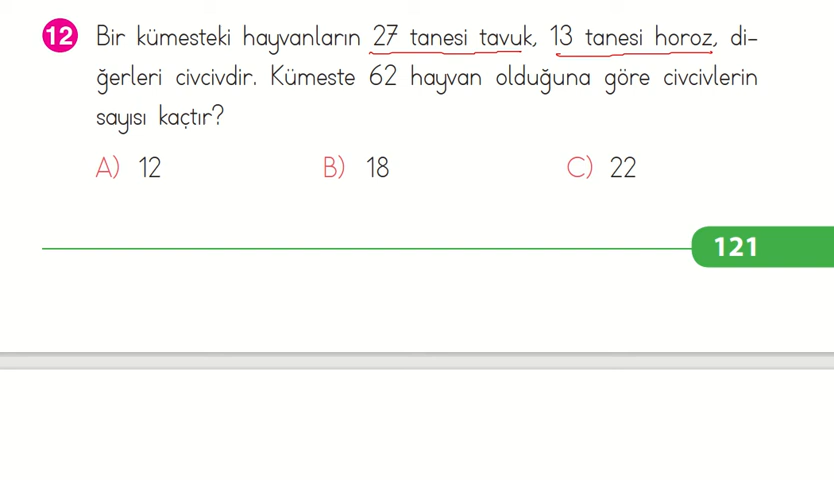 12 Bir kümesteki hayvanların 27 tanesi tavuk, 13 tanesi horoz, di-
ğerleri civcivdir. Kümeste 62 hayvan olduğuna göre civcivlerin
sayısı kaçtır?
A) 12 B) 18 C) 22
121